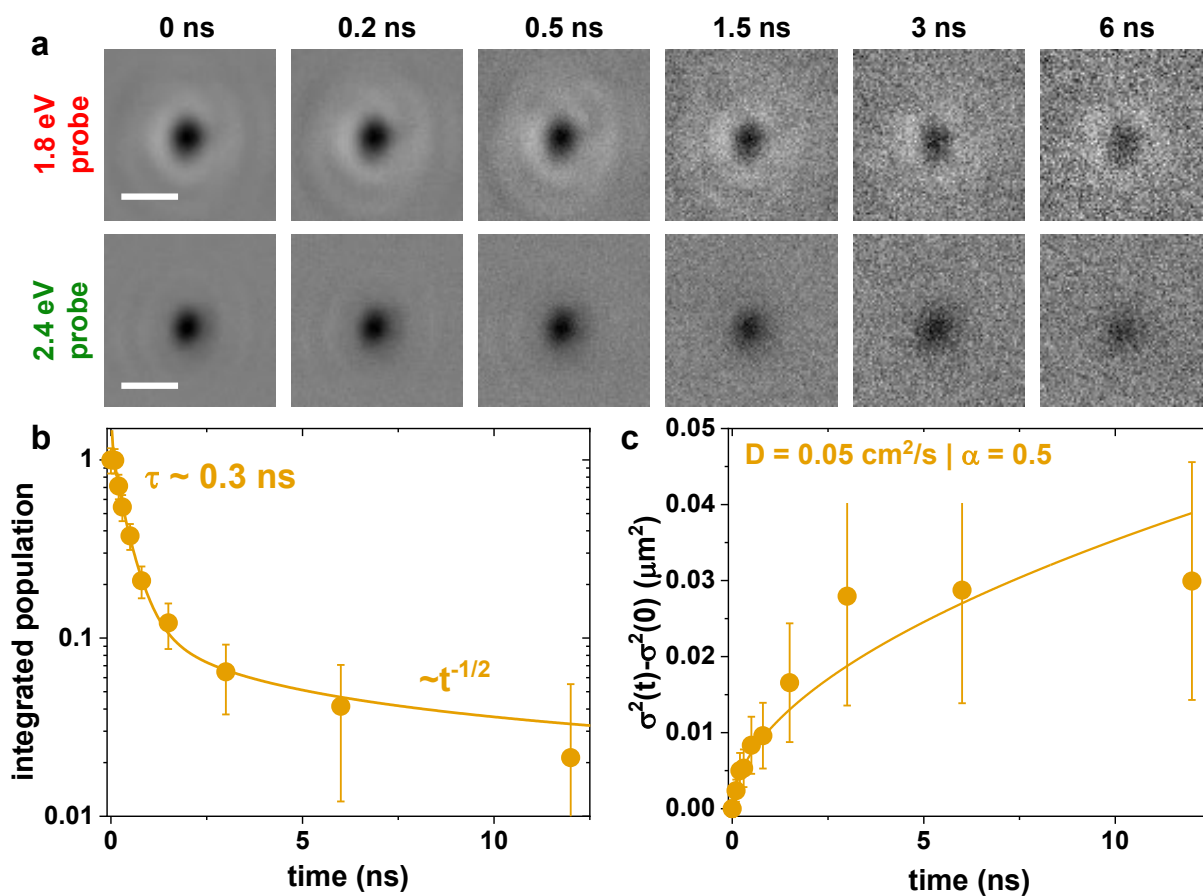 a
0 ns 0.2 ns 0.5 ns 1.5 ns 3 ns 6 ns
1.8 eV
probe
2.4 eV
probe
b
integrated population
1
0.1
0.01
τ ~ 0.3 ns
~t⁻¹/²
0 5 10
time (ns)
c
σ²(t)-σ²(0) (μm²)
0.05
0.04
0.03
0.02
0.01
0.00
D = 0.05 cm²/s | α = 0.5
0 5 10
time (ns)